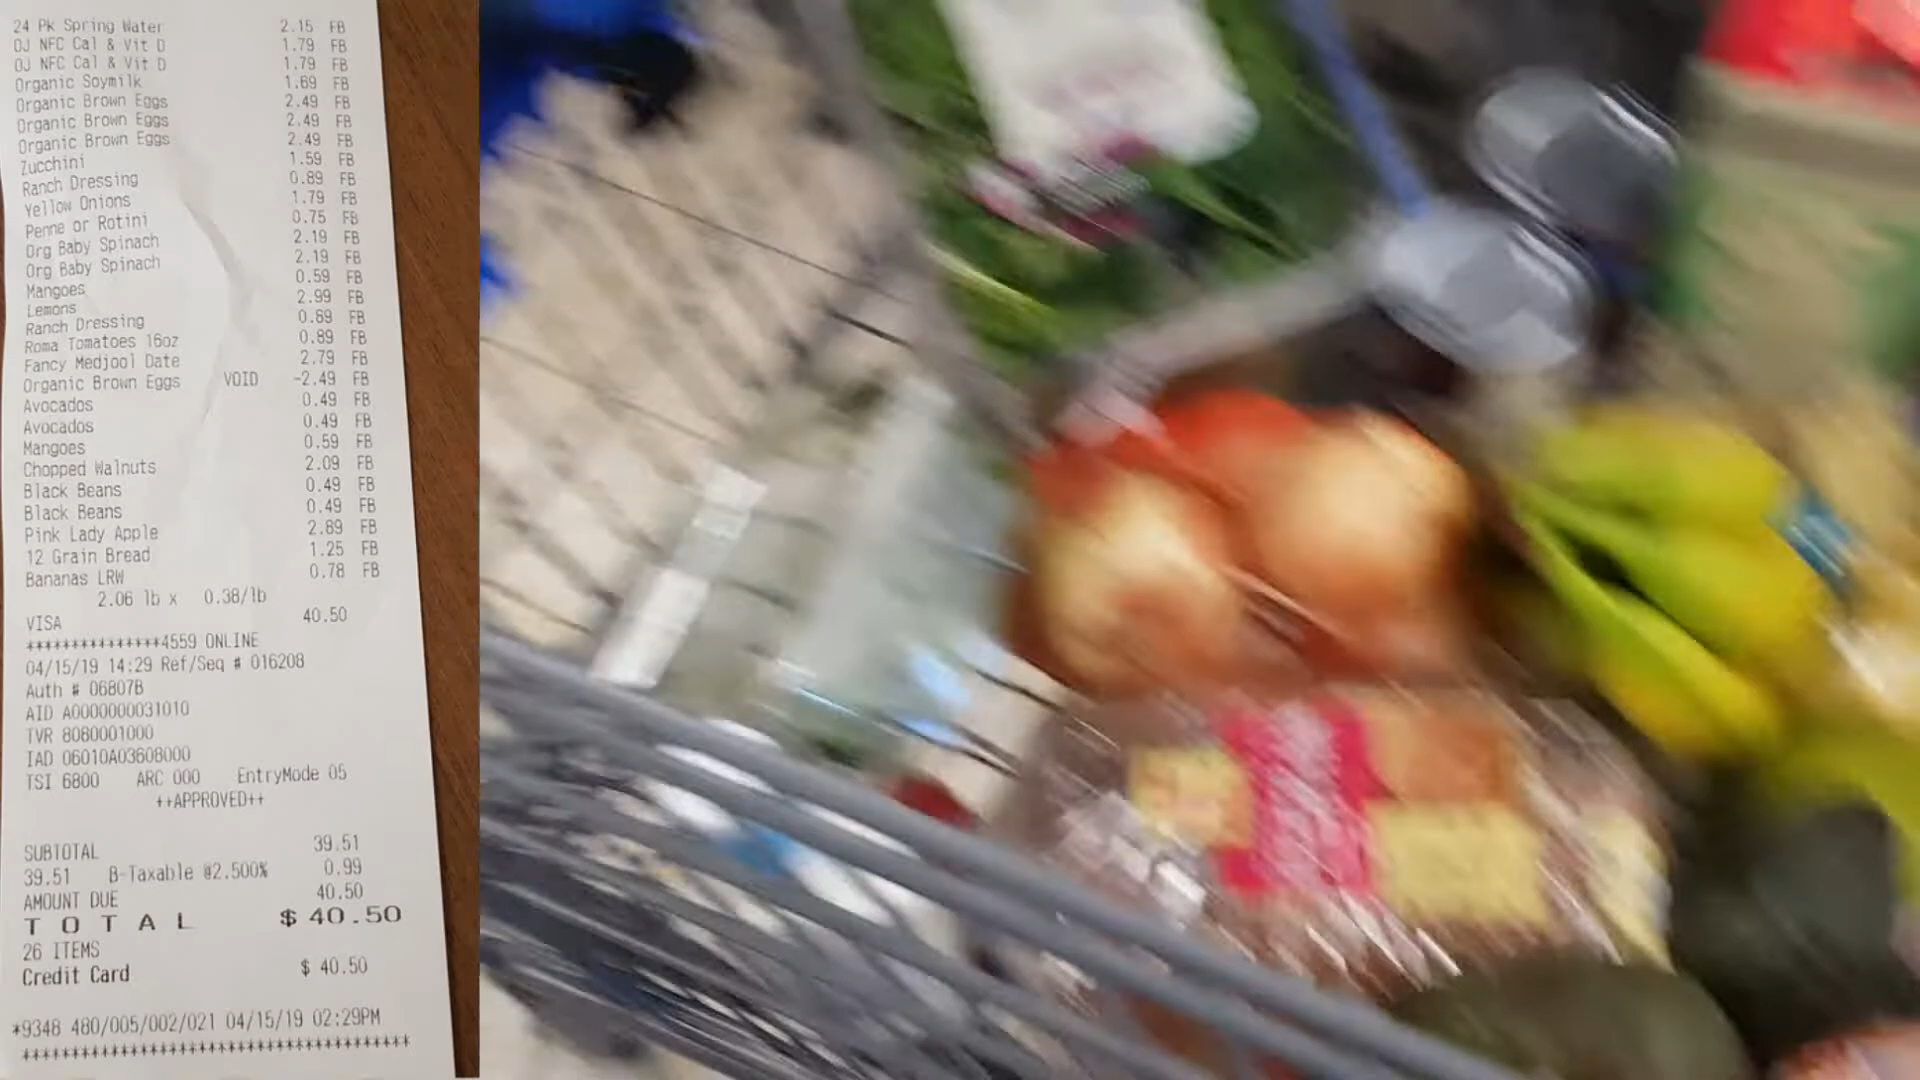 24 Pk Spring Water 2.15 FB
OJ NFC Cal & Vit D 1.79 FB
OJ NFC Cal & Vit D 1.79 FB
Organic Soymilk 1.69 FB
Organic Brown Eggs 2.49 FB
Organic Brown Eggs 2.49 FB
Organic Brown Eggs 2.49 FB
Zucchini 1.59 FB
Ranch Dressing 0.89 FB
Yellow Onions 1.79 FB
Penne or Rotini 0.75 FB
Org Baby Spinach 2.19 FB
Org Baby Spinach 2.19 FB
Mangoes 0.59 FB
Lemons 2.99 FB
Ranch Dressing 0.89 FB
Roma Tomatoes 16oz 0.89 FB
Fancy Medjool Date 2.79 FB
Organic Brown Eggs VOID -2.49 FB
Avocados 0.49 FB
Avocados 0.49 FB
Mangoes 0.59 FB
Chopped Walnuts 2.09 FB
Black Beans 0.49 FB
Black Beans 0.49 FB
Pink Lady Apple 2.89 FB
12 Grain Bread 1.25 FB
Bananas LRW 0.78 FB
2.06 lb x 0.38/lb
VISA 40.50
***************4559 ONLINE
04/15/19 14:29 Ref/Seq # 016208
Auth # 06807B
AID A0000000031010
TVR 8080001000
IAD 06010A03608000
TSI 6800 ARC 000 EntryMode 05
++APPROVED++
SUBTOTAL 39.51
39.51 B-Taxable @2.500% 0.99
AMOUNT DUE 40.50
T O T A L $ 40.50
26 ITEMS
Credit Card $ 40.50
*9348 480/005/002/021 04/15/19 02:29PM
***************************************